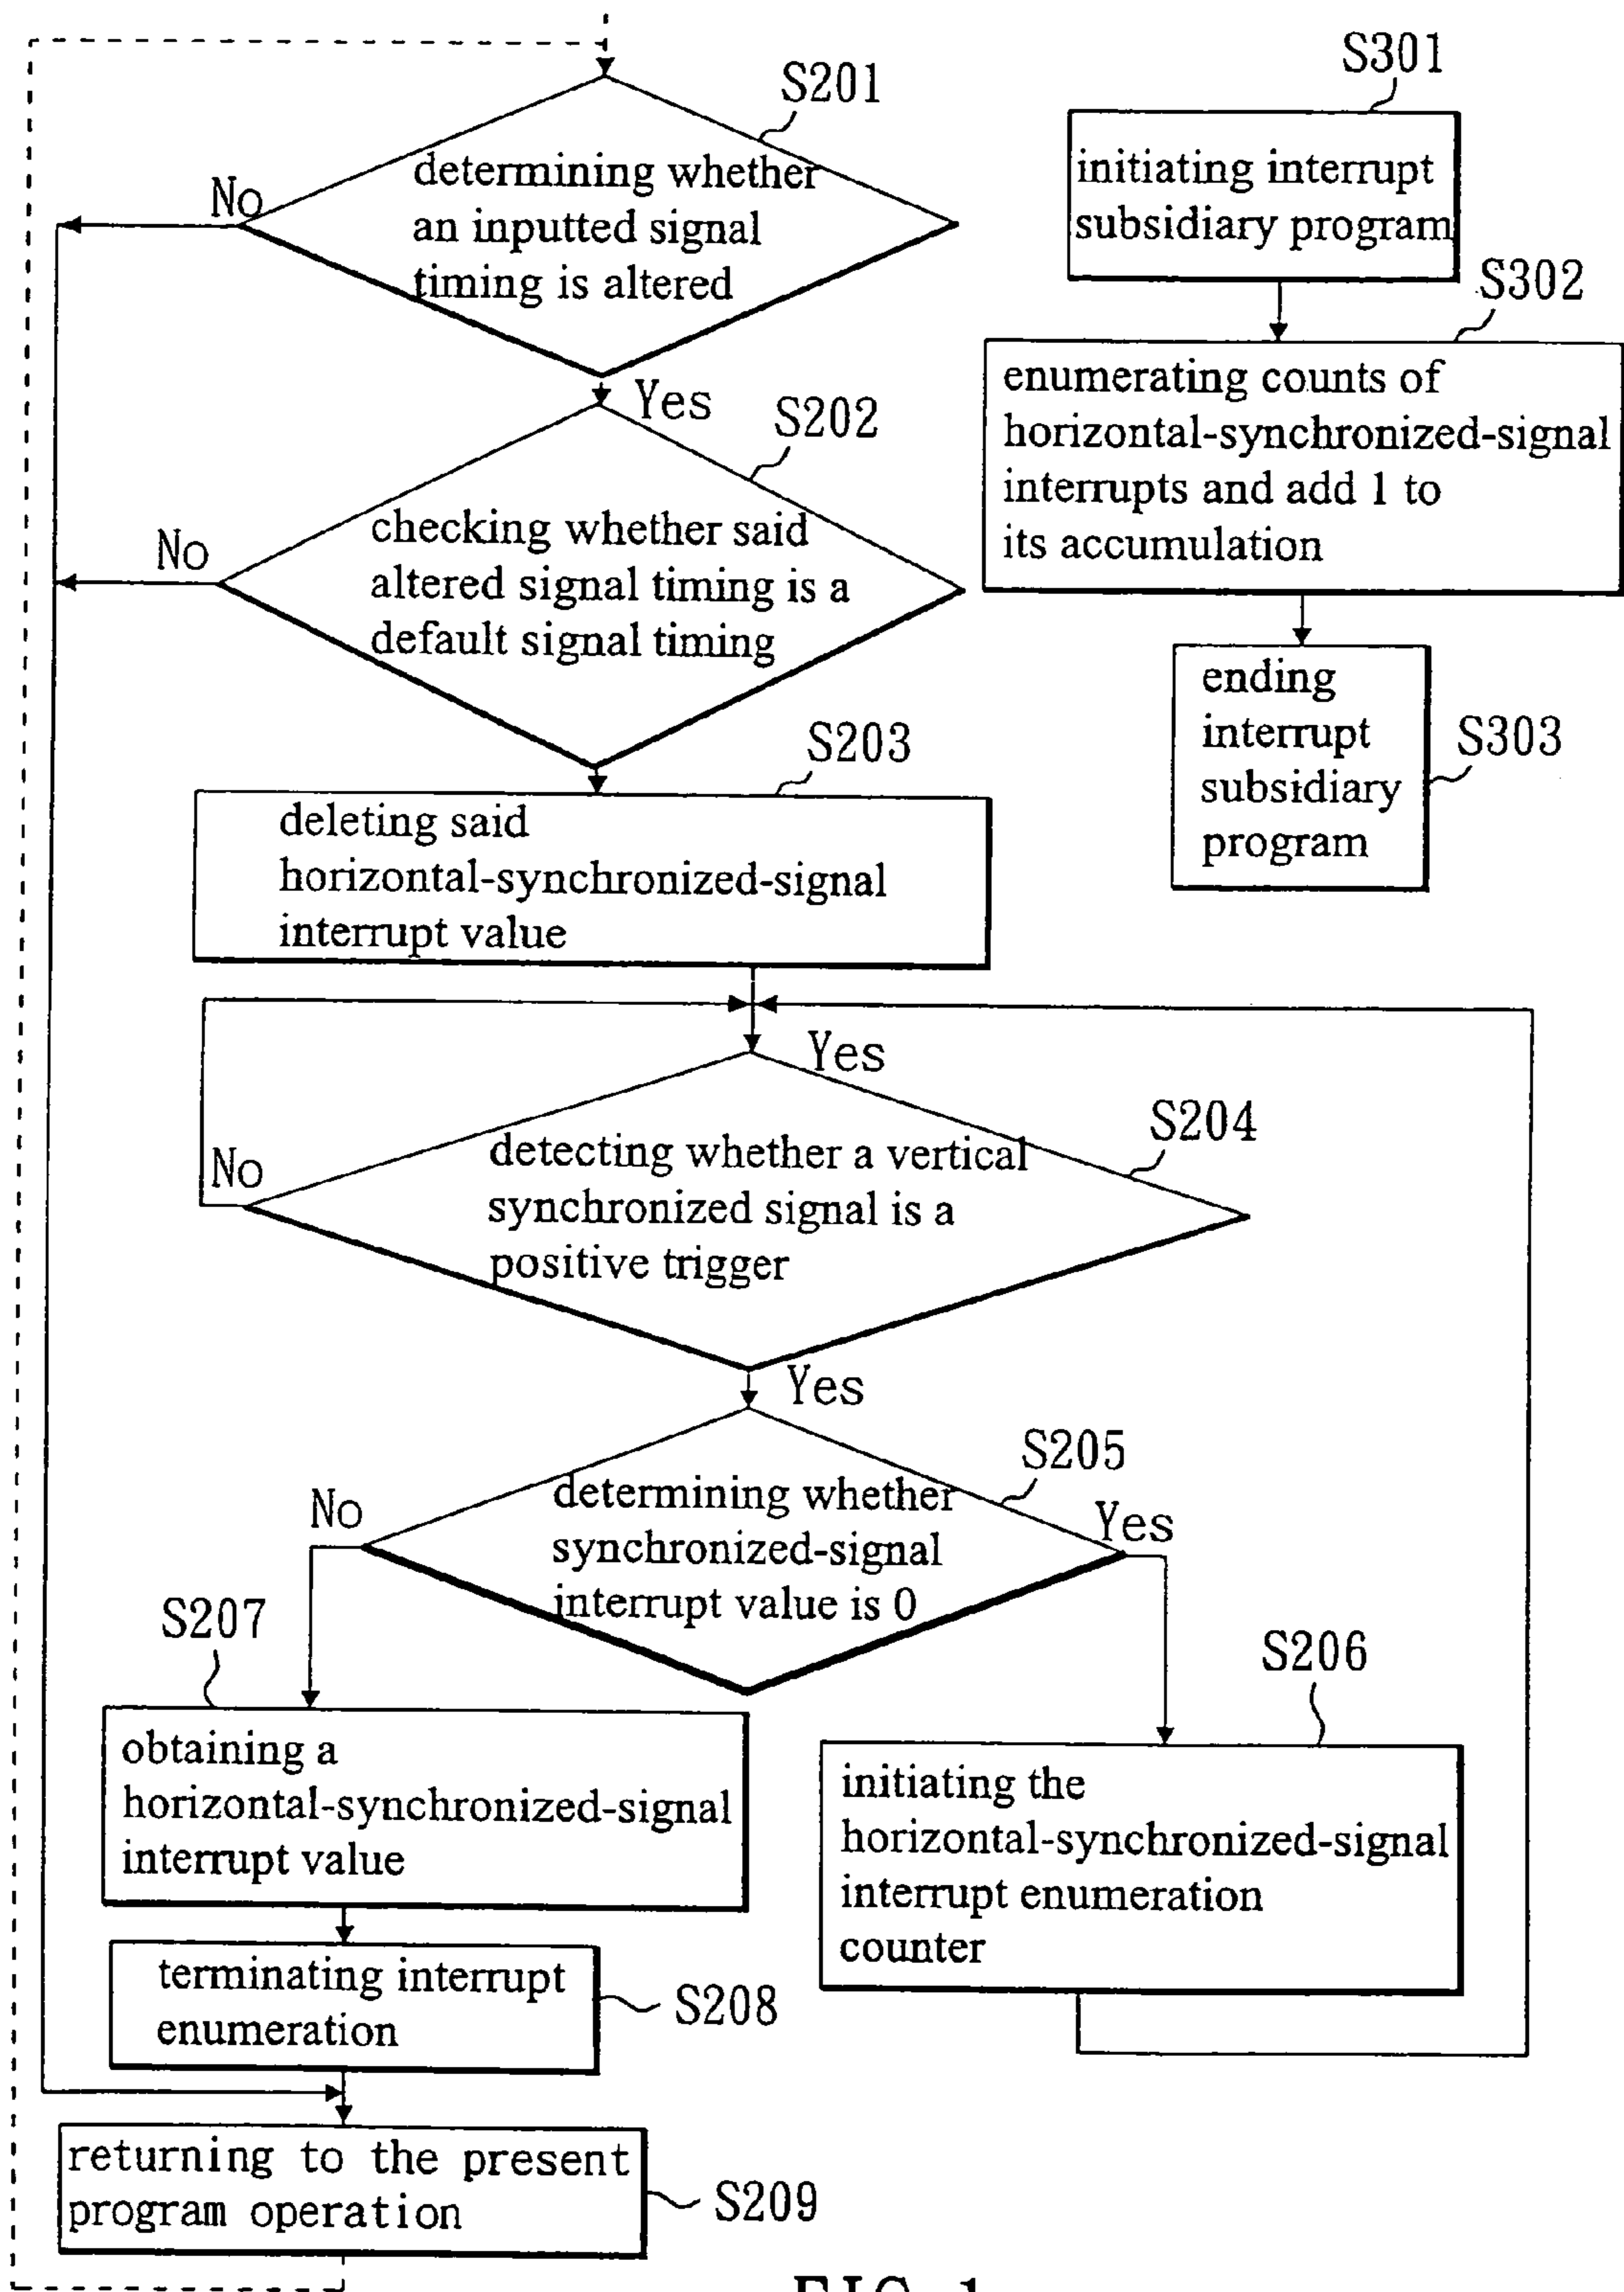 S201
determining whether
an inputted signal
timing is altered
No
Yes
S202
checking whether said
altered signal timing is a
default signal timing
No
S203
deleting said
horizontal-synchronized-signal
interrupt value
Yes
S204
detecting whether a vertical
synchronized signal is a
positive trigger
No
Yes
S205
determining whether
synchronized-signal
interrupt value is 0
No
Yes
S207
obtaining a
horizontal-synchronized-signal
interrupt value
S206
initiating the
horizontal-synchronized-signal
interrupt enumeration
counter
terminating interrupt
enumeration
S208
returning to the present
program operation
S209
S301
initiating interrupt
subsidiary program
S302
enumerating counts of
horizontal-synchronized-signal
interrupts and add 1 to
its accumulation
ending
interrupt
subsidiary
program
S303
FIG. 1